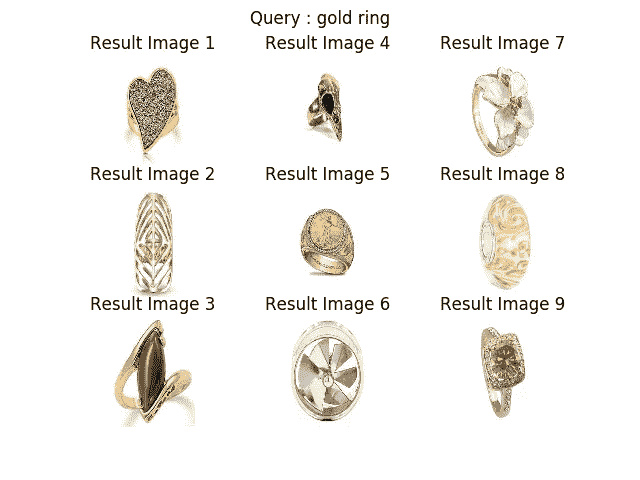 Query : gold ring
Result Image 1
Result Image 4
Result Image 7
Result Image 2
Result Image 5
Result Image 8
Result Image 3
Result Image 6
Result Image 9